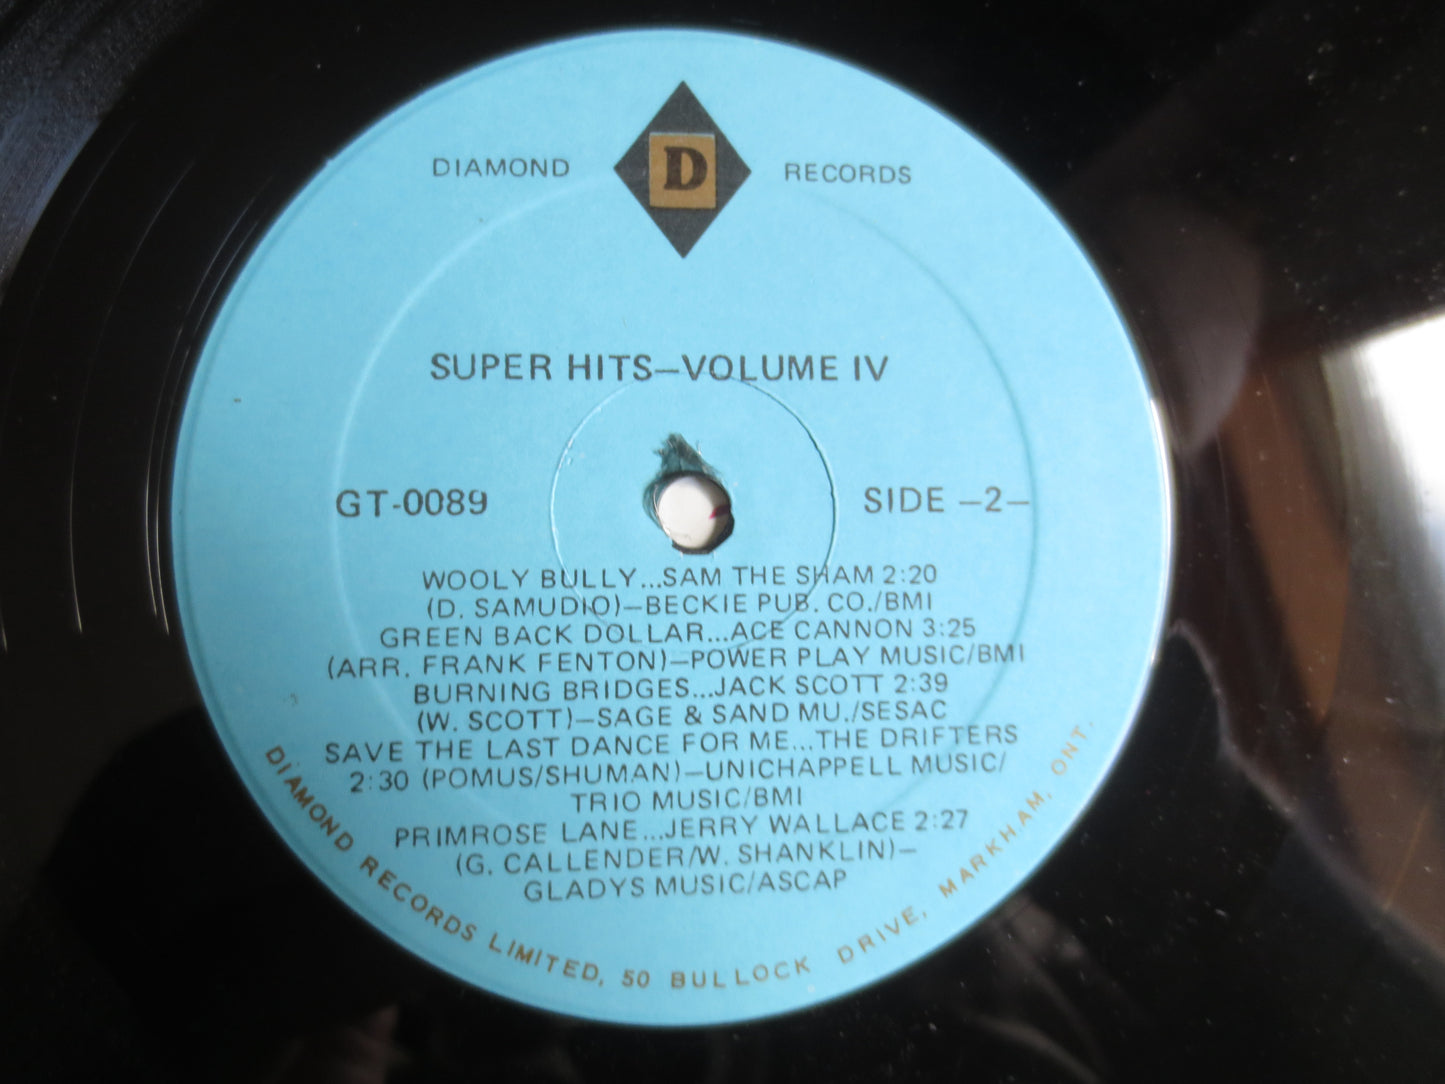 DIAMOND D RECORDS
SUPER HITS—VOLUME IV
GT-0089 SIDE -2-
WOOLY BULLY...SAM THE SHAM 2:20
(D. SAMUDIO)—BECKIE PUB. CO./BMI
GREEN BACK DOLLAR...ACE CANNON 3:25
(ARR. FRANK FENTON)—POWER PLAY MUSIC/BMI
BURNING BRIDGES...JACK SCOTT 2:39
(W. SCOTT)—SAGE & SAND MU./SESAC
SAVE THE LAST DANCE FOR ME...THE DRIFTERS
2:30 (POMUS/SHUMAN)—UNICHAPPELL MUSIC/
TRIO MUSIC/BMI
PRIMROSE LANE...JERRY WALLACE 2:27
(G. CALLENDER/W. SHANKLIN)—
GLADYS MUSIC/ASCAP
DIAMOND RECORDS LIMITED, 50 BULLOCK DRIVE, MARKHAM, ONT.